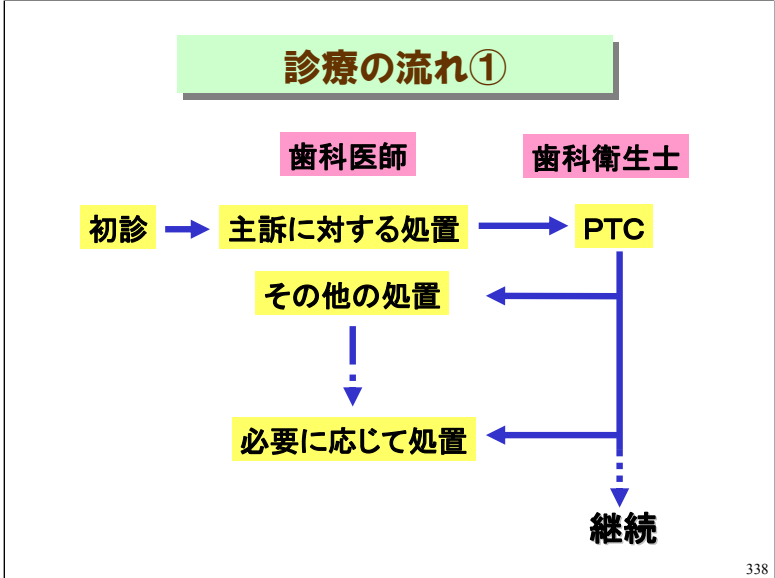 診療の流れ①
歯科医師
歯科衛生士
初診
主訴に対する処置
PTC
その他の処置
必要に応じて処置
継続
338